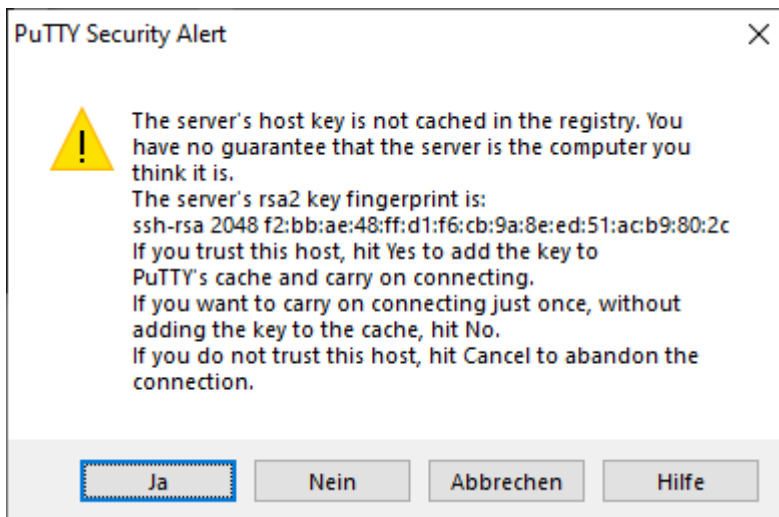 PuTTY Security Alert
The server's host key is not cached in the registry. You
have no guarantee that the server is the computer you
think it is.
The server's rsa2 key fingerprint is:
ssh-rsa 2048 f2:bb:ae:48:ff:d1:f6:cb:9a:8e:ed:51:ac:b9:80:2c
If you trust this host, hit Yes to add the key to
PuTTY's cache and carry on connecting.
If you want to carry on connecting just once, without
adding the key to the cache, hit No.
If you do not trust this host, hit Cancel to abandon the
connection.
Ja Nein Abbrechen Hilfe